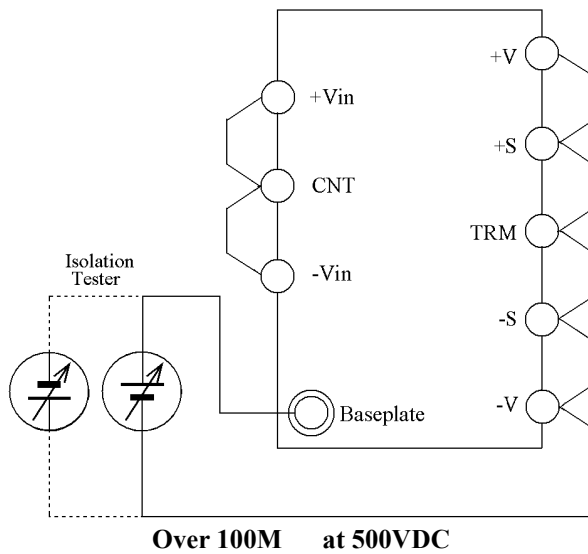 +Vin
CNT
-Vin
+V
+S
TRM
-S
-V
Isolation
Tester
Baseplate
Over 100M at 500VDC